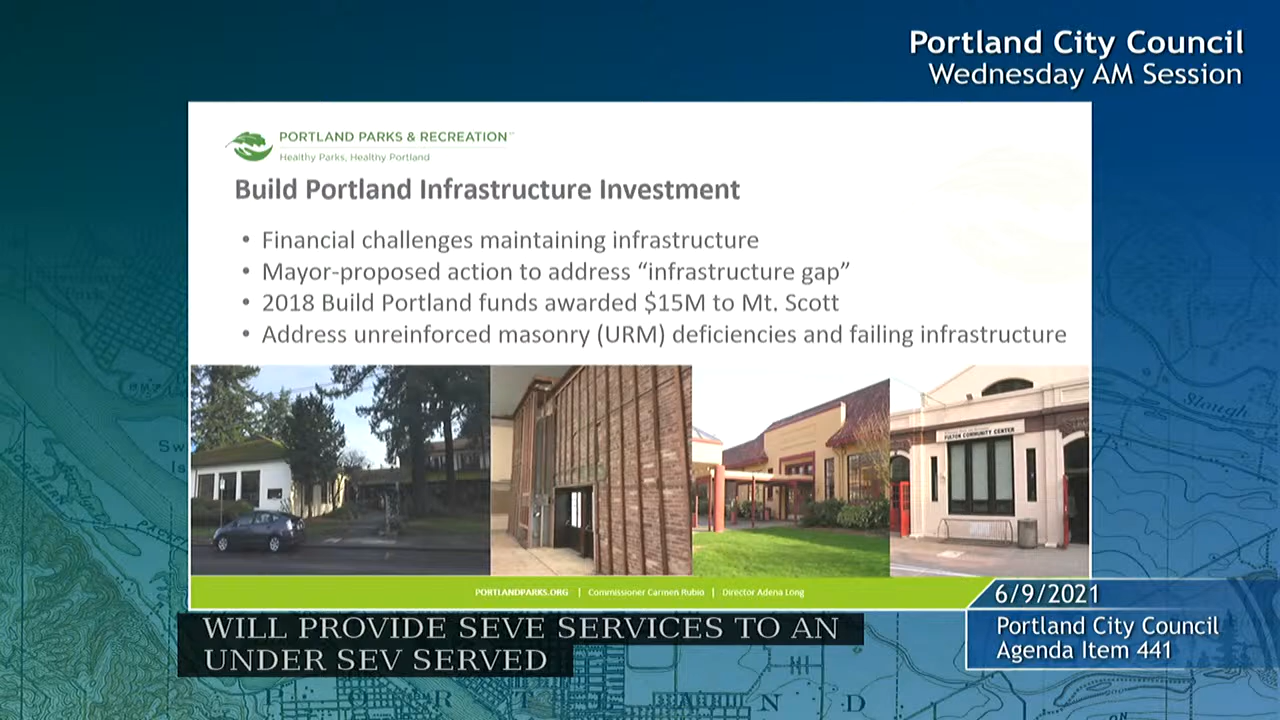 Portland City Council
Wednesday AM Session
PORTLAND PARKS & RECREATION
Healthy Parks, Healthy Portland
Build Portland Infrastructure Investment
• Financial challenges maintaining infrastructure
• Mayor-proposed action to address “infrastructure gap”
• 2018 Build Portland funds awarded $15M to Mt. Scott
• Address unreinforced masonry (URM) deficiencies and failing infrastructure
FULTON COMMUNITY CENTER
PORTLANDPARKS.ORG | Commissioner Carmen Rubio | Director Adena Long
6/9/2021
Portland City Council
Agenda Item 441
WILL PROVIDE SEVE SERVICES TO AN
UNDER SEV SERVED
Slough
P O R T L A N D